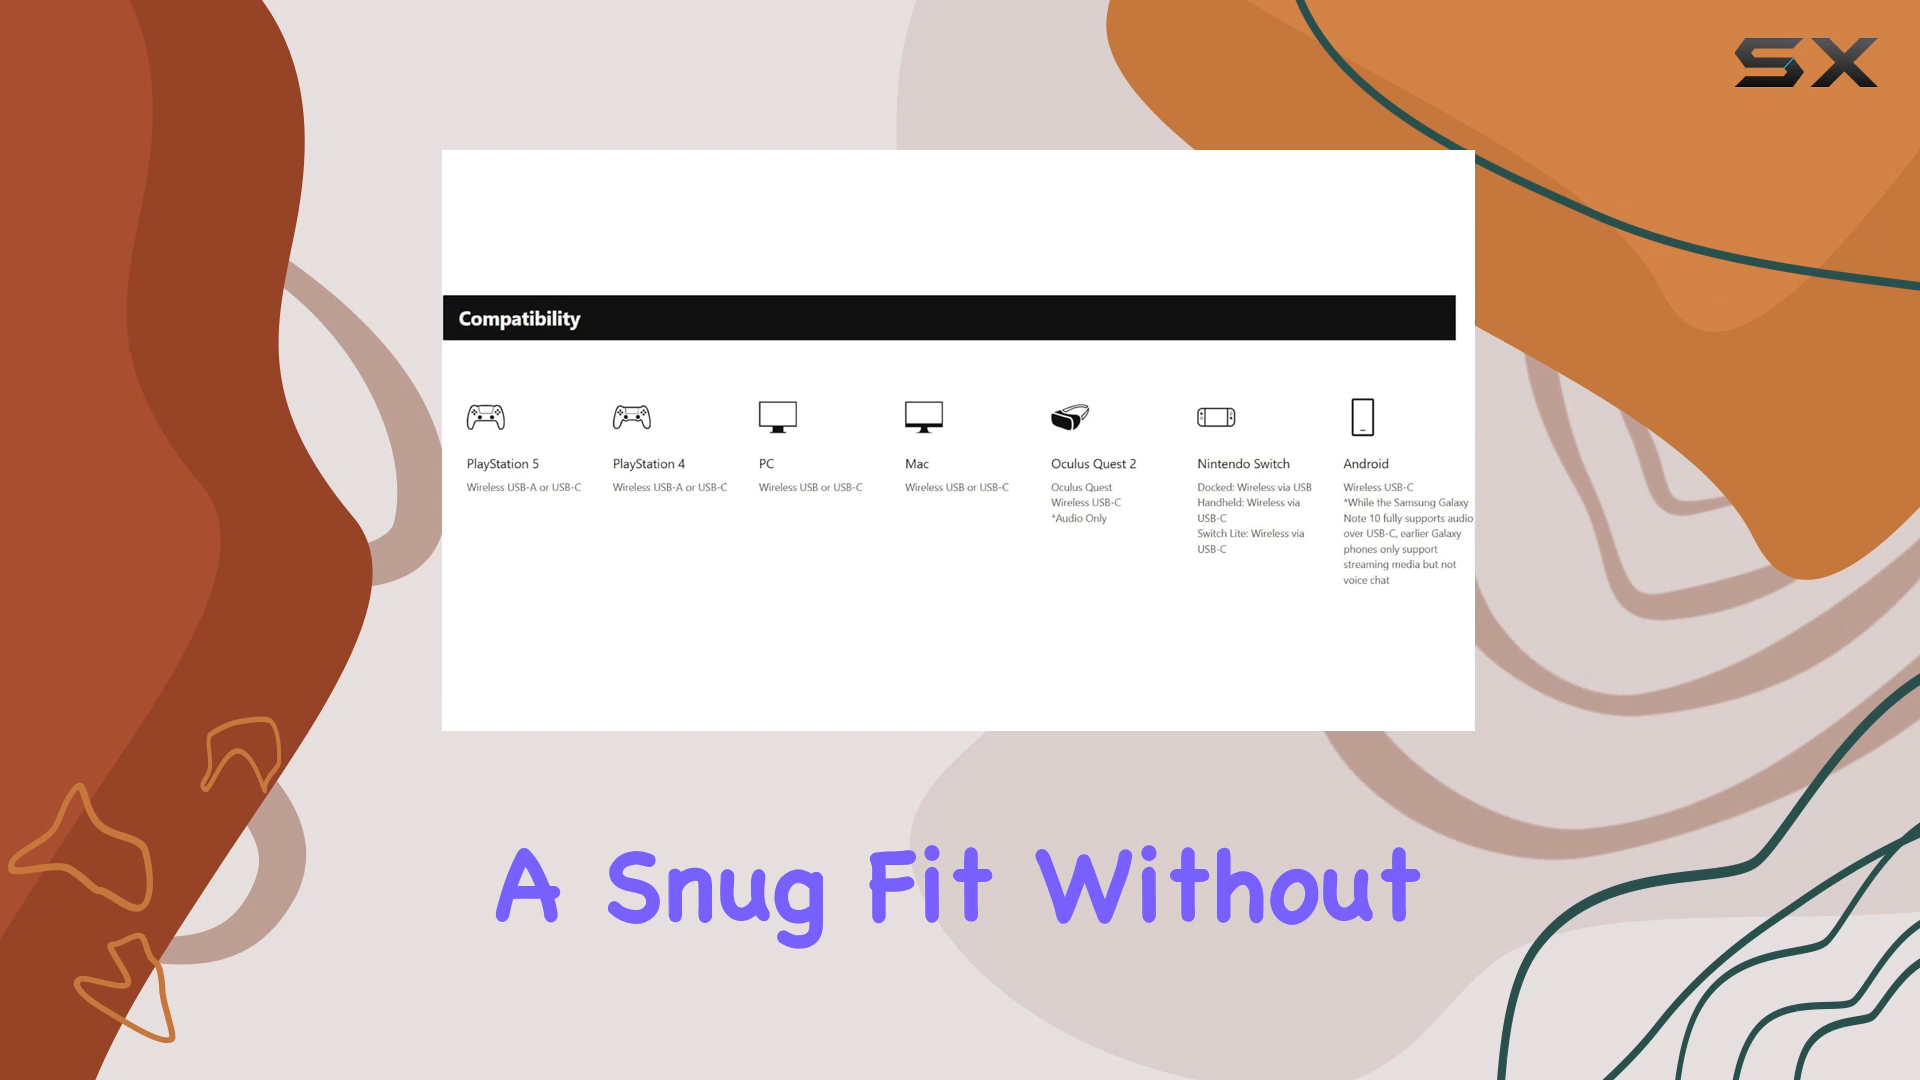 SX
Compatibility
PlayStation 5
Wireless USB-A or USB-C
PlayStation 4
Wireless USB-A or USB-C
PC
Wireless USB or USB-C
Mac
Wireless USB or USB-C
Oculus Quest 2
Oculus Quest
Wireless USB-C
*Audio Only
Nintendo Switch
Docked: Wireless via USB
Handheld: Wireless via
USB-C
Switch Lite: Wireless via
USB-C
Android
Wireless USB-C
*While the Samsung Galaxy
Note 10 fully supports audio
over USB-C, earlier Galaxy
phones only support
streaming media but not
voice chat
A Snug Fit Without